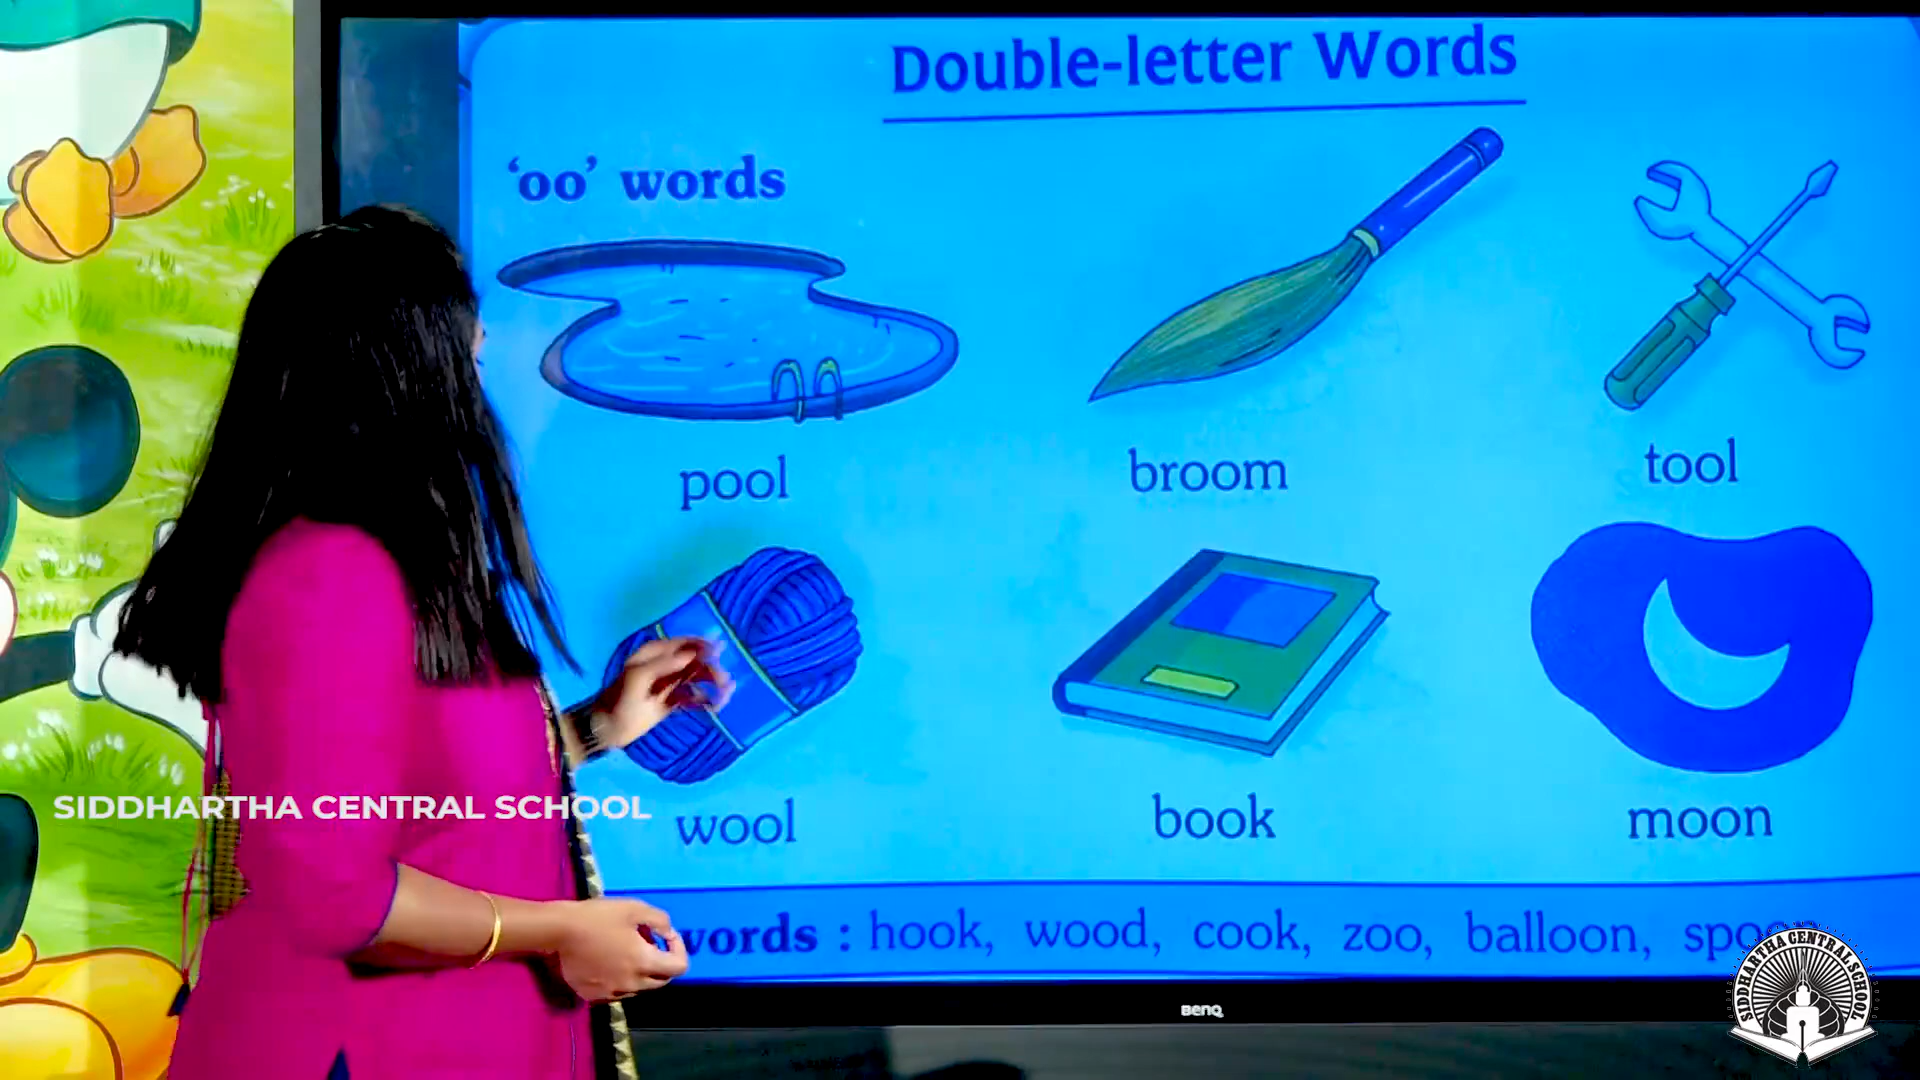 Double-letter Words
‘oo’ words
pool
broom
tool
wool
book
moon
words : hook, wood, cook, zoo, balloon,
SIDDHARTHA CENTRAL SCHOOL
BenQ
SIDDHARTHA CENTRAL SCHOOL